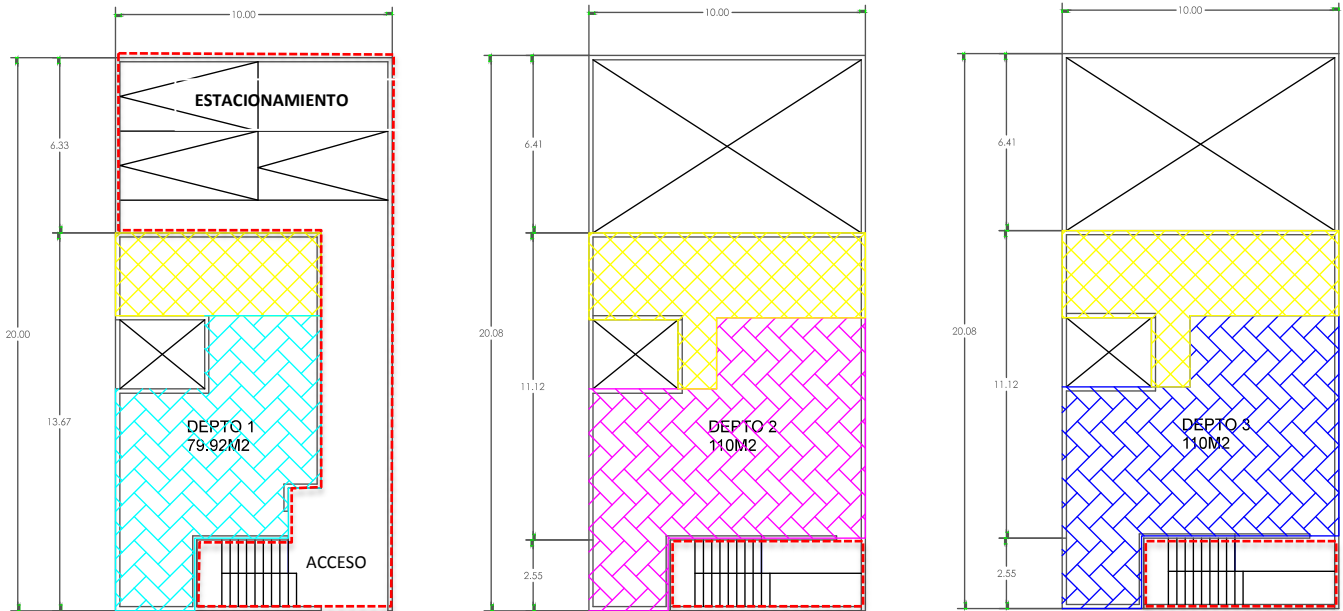 10.00
ESTACIONAMIENTO
6.33
20.00
13.67
DEPTO 1
79.92M2
ACCESO
10.00
6.41
20.08
11.12
DEPTO 2
110M2
2.55
10.00
6.41
20.08
11.12
DEPTO 3
110M2
2.55